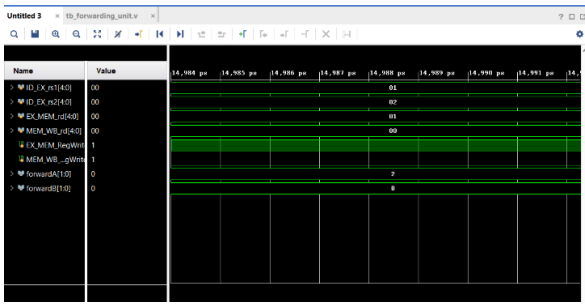 Untitled 3 × tb_forwarding_unit.v ×
Name Value 14,984 ps 14,985 ps 14,986 ps 14,987 ps 14,988 ps 14,989 ps 14,990 ps 14,991 ps 14,
ID_EX_rs1[4:0] 00 01
ID_EX_rs2[4:0] 00 02
EX_MEM_rd[4:0] 00 01
MEM_WB_rd[4:0] 00 00
EX_MEM_RegWrit 1
MEM_WB_...gWrit 1
forwardA[1:0] 0 2
forwardB[1:0] 0 0